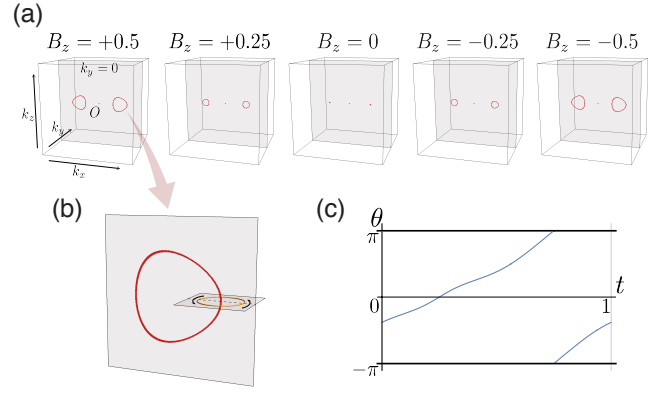 (a)
B_z = +0.5
B_z = +0.25
B_z = 0
B_z = −0.25
B_z = −0.5
k_y = 0
k_z
O
k_y
k_x
(b)
(c)
θ
π
0
1
t
−π